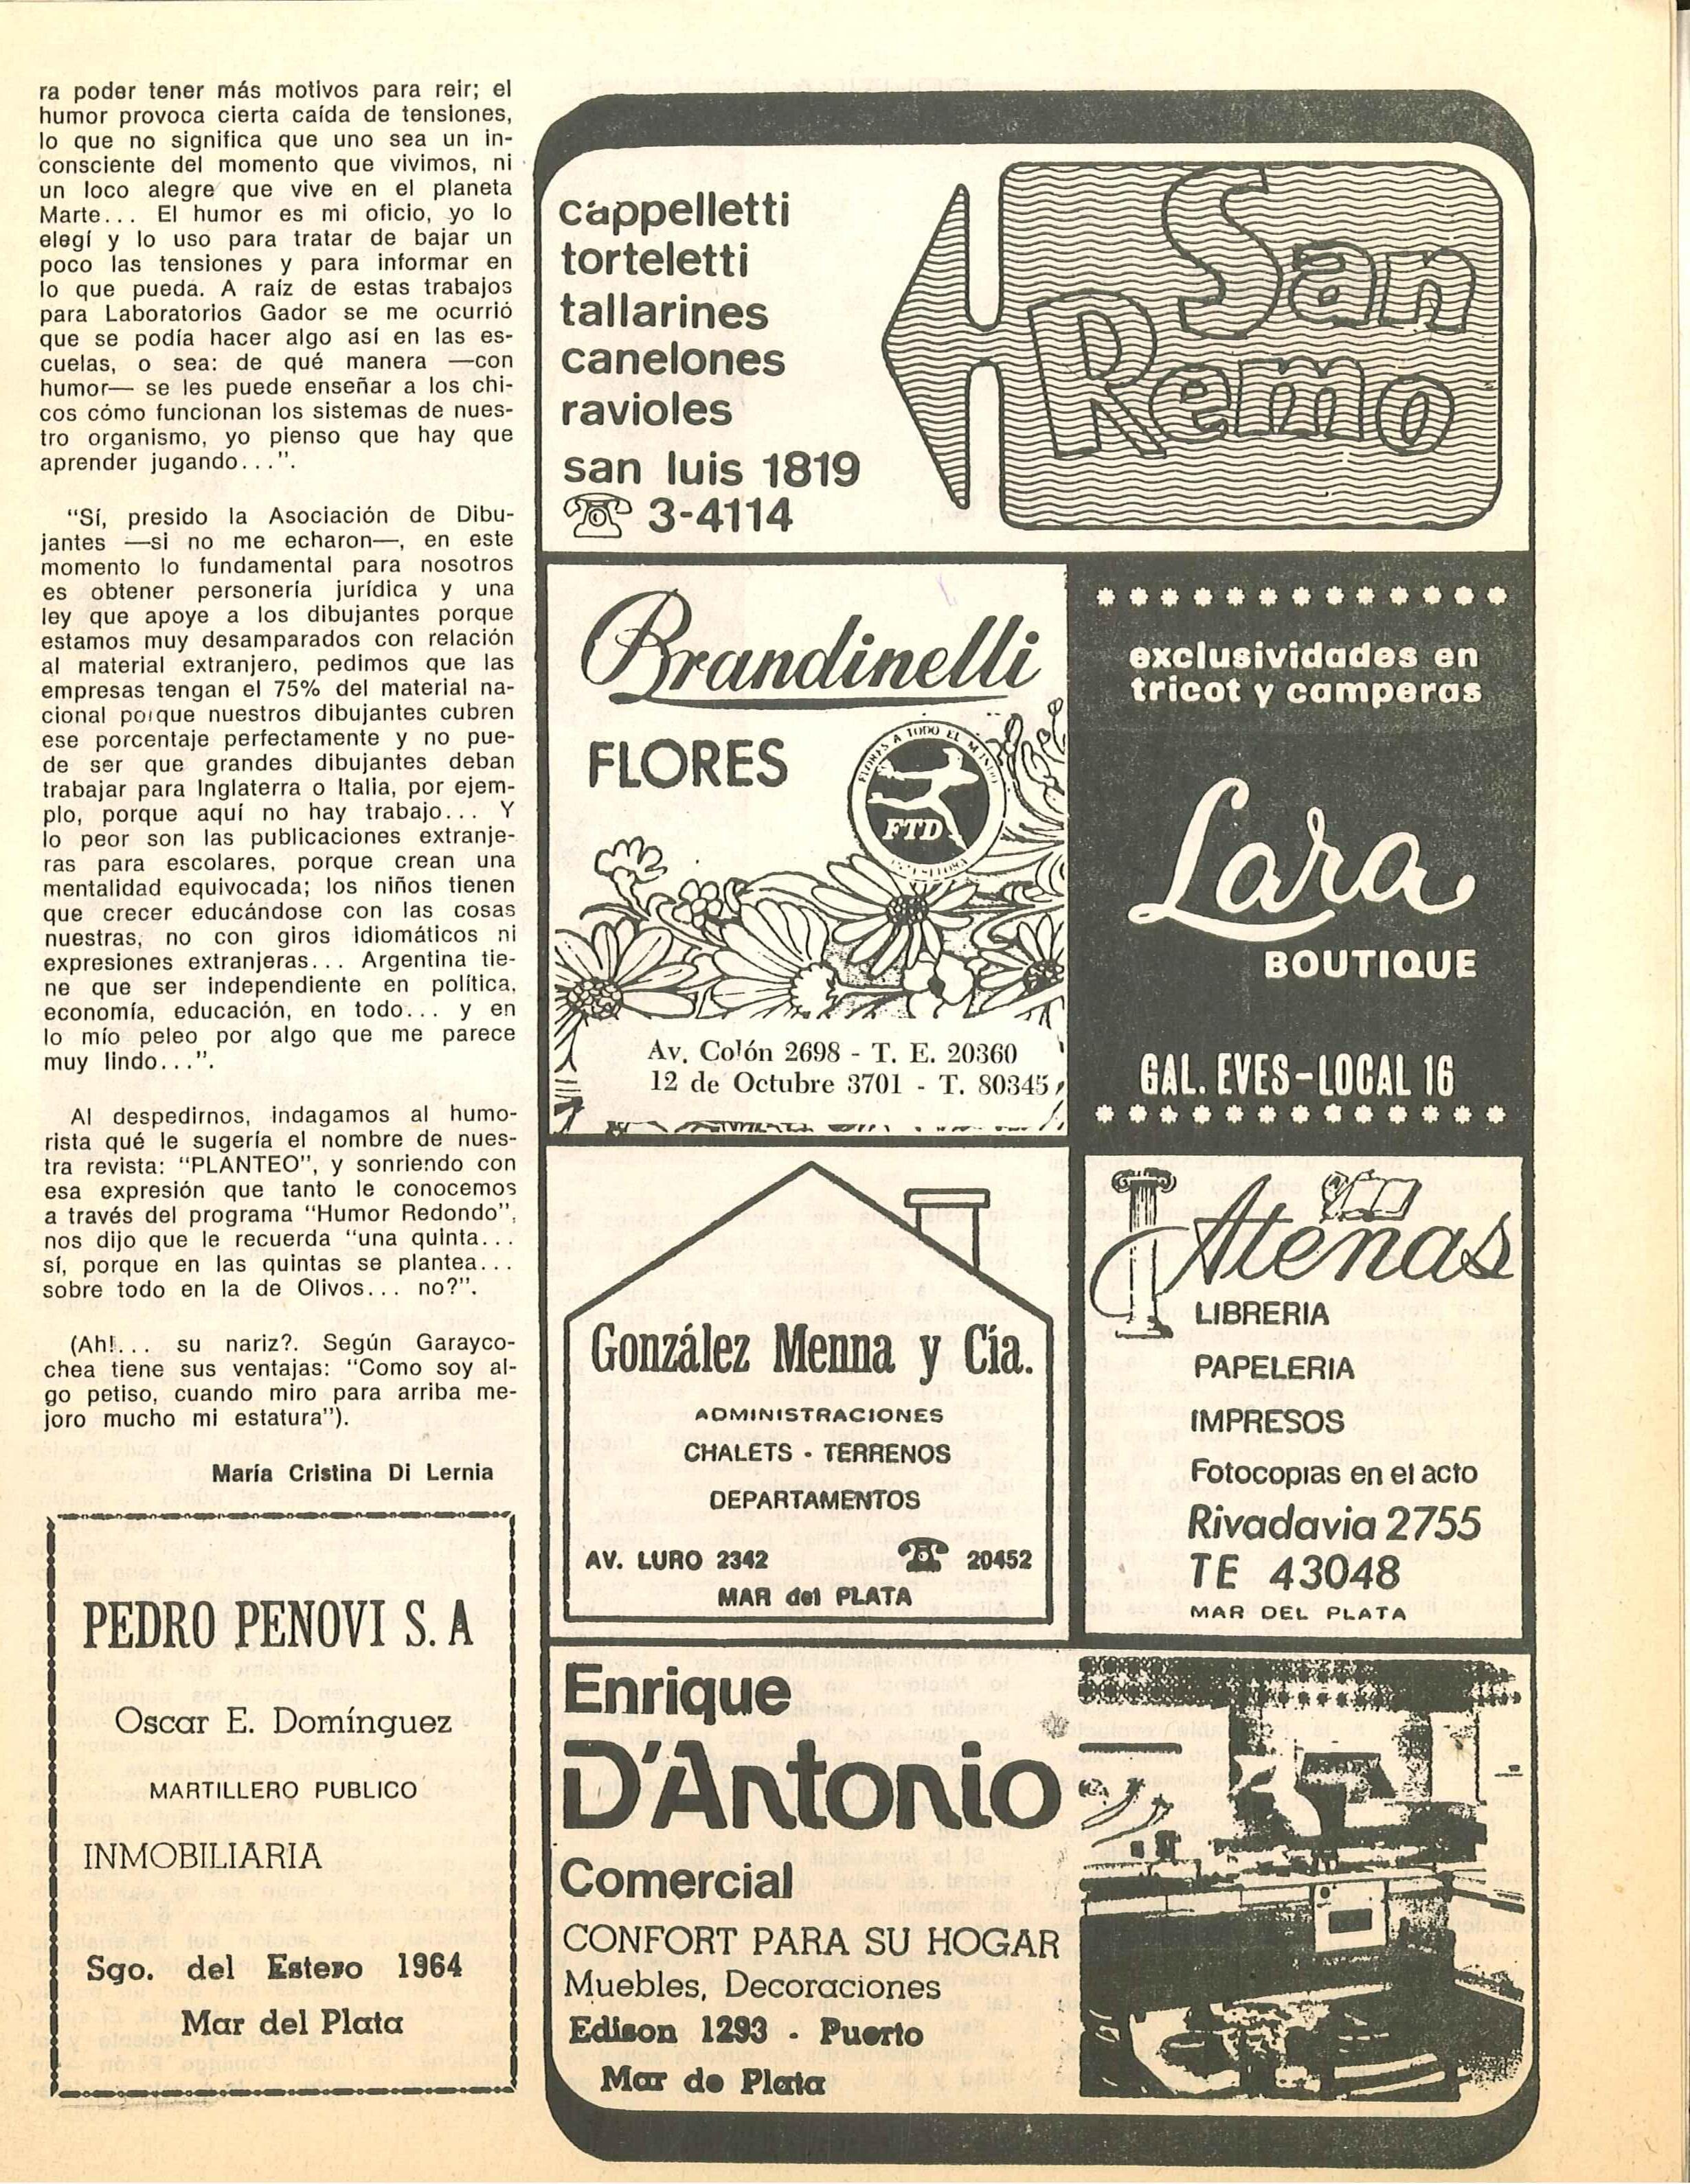 ra poder tener más motivos para reir; el
humor provoca cierta caída de tensiones,
lo que no significa que uno sea un in-
consciente del momento que vivimos, ni
un loco alegre que vive en el planeta
Marte... El humor es mi oficio, yo lo
elegí y lo uso para tratar de bajar un
poco las tensiones y para informar en
lo que pueda. A raíz de estas trabajos
para Laboratorios Gador se me ocurrió
que se podía hacer algo así en las es-
cuelas, o sea: de qué manera —con
humor— se les puede enseñar a los chi-
cos cómo funcionan los sistemas de nues-
tro organismo, yo pienso que hay que
aprender jugando...".
"Sí, presido la Asociación de Dibu-
jantes —si no me echaron—, en este
momento lo fundamental para nosotros
es obtener personería jurídica y una
ley que apoye a los dibujantes porque
estamos muy desamparados con relación
al material extranjero, pedimos que las
empresas tengan el 75% del material na-
cional porque nuestros dibujantes cubren
ese porcentaje perfectamente y no pue-
de ser que grandes dibujantes deban
trabajar para Inglaterra o Italia, por ejem-
plo, porque aquí no hay trabajo... Y
lo peor son las publicaciones extranje-
ras para escolares, porque crean una
mentalidad equivocada; los niños tienen
que crecer educándose con las cosas
nuestras, no con giros idiomáticos ni
expresiones extranjeras... Argentina tie-
ne que ser independiente en política,
economía, educación, en todo... y en
lo mío peleo por algo que me parece
muy lindo...".
Al despedirnos, indagamos al humo-
rista qué le sugería el nombre de nues-
tra revista: "PLANTEO", y sonriendo con
esa expresión que tanto le conocemos
a través del programa "Humor Redondo",
nos dijo que le recuerda "una quinta...
sí, porque en las quintas se plantea...
sobre todo en la de Olivos... no?".
(Ah!... su nariz?. Según Garayco-
chea tiene sus ventajas: "Como soy al-
go petiso, cuando miro para arriba me-
joro mucho mi estatura").
María Cristina Di Lernia
PEDRO PENOVI S. A
Oscar E. Domínguez
MARTILLERO PUBLICO
INMOBILIARIA
Sgo. del Estero 1964
Mar del Plata
cappelletti
torteletti
tallarines
canelones
ravioles
san luis 1819
3-4114
San
Remo
Brandinelli
FLORES
FLORES A TODO EL MUNDO
FTD
Av. Colón 2698 - T. E. 20360
12 de Octubre 3701 - T. 80345
exclusividades en
tricot y camperas
Lara
BOUTIQUE
GAL. EVES-LOCAL 16
González Menna y Cía.
ADMINISTRACIONES
CHALETS - TERRENOS
DEPARTAMENTOS
AV. LURO 2342 20452
MAR del PLATA
Atenas
LIBRERIA
PAPELERIA
IMPRESOS
Fotocopias en el acto
Rivadavia 2755
TE 43048
MAR DEL PLATA
Enrique
D'Antonio
Comercial
CONFORT PARA SU HOGAR
Muebles, Decoraciones
Edison 1293 - Puerto
Mar de Plata